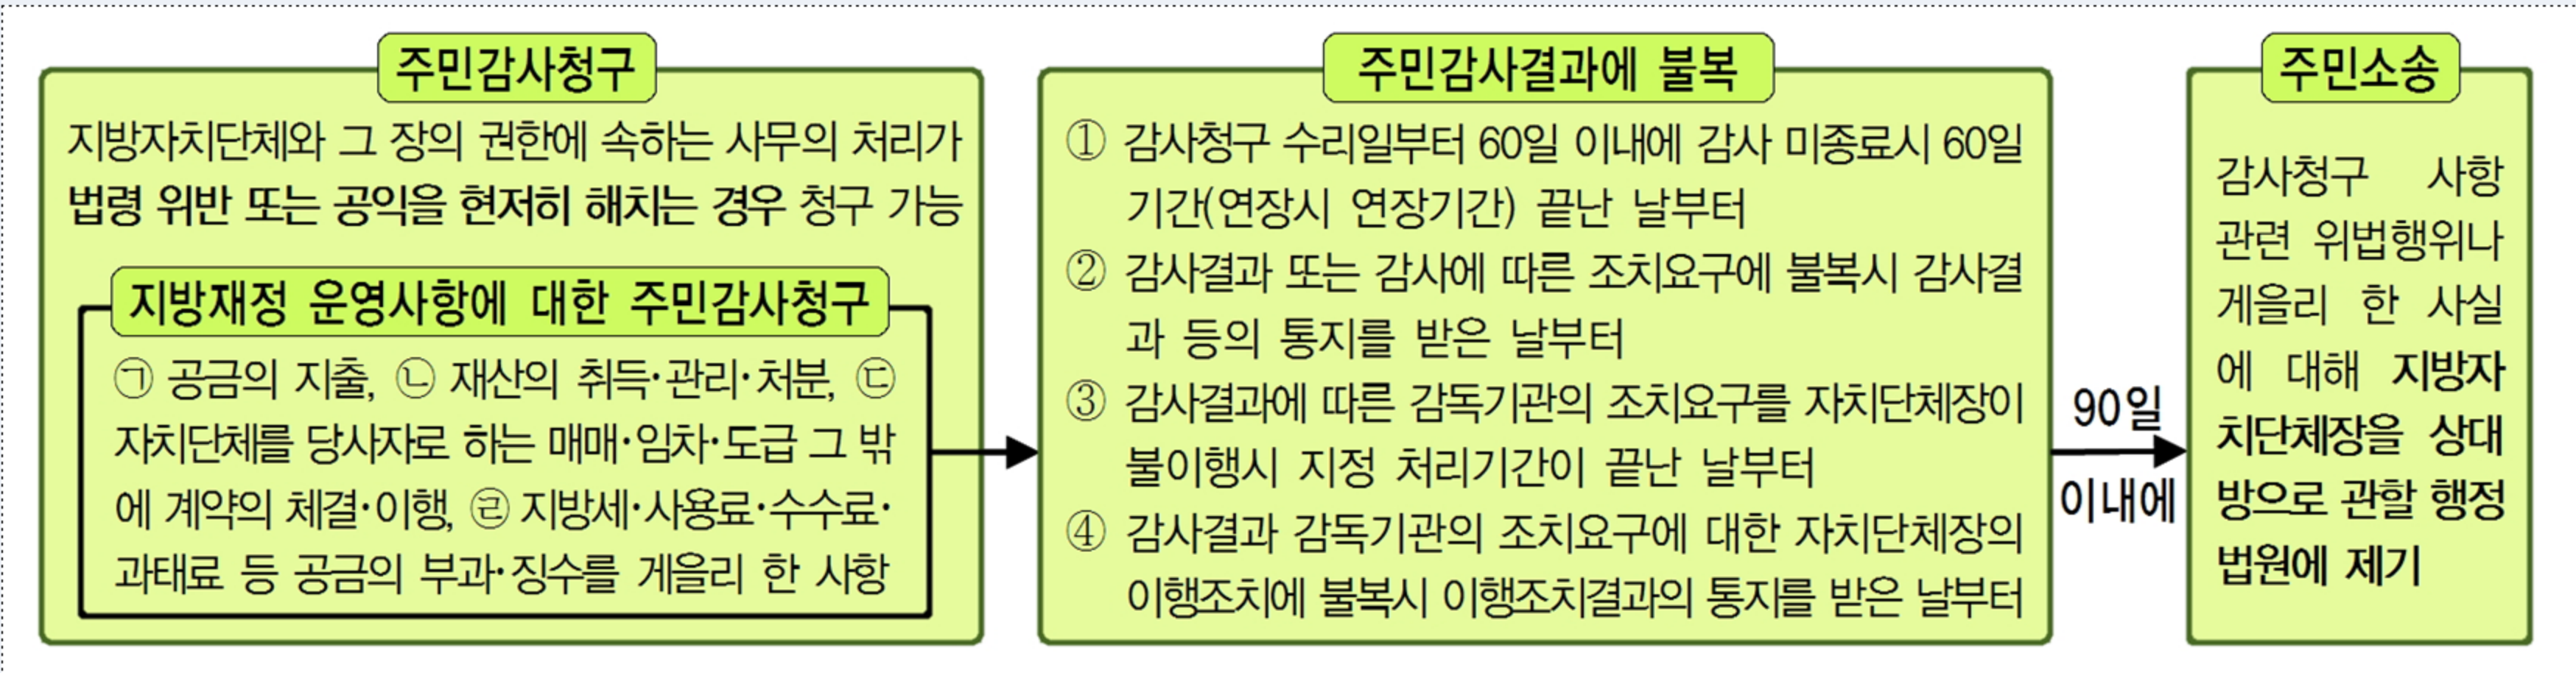 주민감사청구
지방자치단체와 그 장의 권한에 속하는 사무의 처리가
법령 위반 또는 공익을 현저히 해치는 경우 청구 가능
지방재정 운영사항에 대한 주민감사청구
㉠ 공금의 지출, ㉡ 재산의 취득·관리·처분, ㉢
자치단체를 당사자로 하는 매매·임차·도급 그 밖
에 계약의 체결·이행, ㉣ 지방세·사용료·수수료·
과태료 등 공금의 부과·징수를 게을리 한 사항
주민감사결과에 불복
① 감사청구 수리일부터 60일 이내에 감사 미종료시 60일
기간(연장시 연장기간) 끝난 날부터
② 감사결과 또는 감사에 따른 조치요구에 불복시 감사결
과 등의 통지를 받은 날부터
③ 감사결과에 따른 감독기관의 조치요구를 자치단체장이
불이행시 지정 처리기간이 끝난 날부터
④ 감사결과 감독기관의 조치요구에 대한 자치단체장의
이행조치에 불복시 이행조치결과의 통지를 받은 날부터
90일
이내에
주민소송
감사청구 사항
관련 위법행위나
게을리 한 사실
에 대해 지방자
치단체장을 상대
방으로 관할 행정
법원에 제기